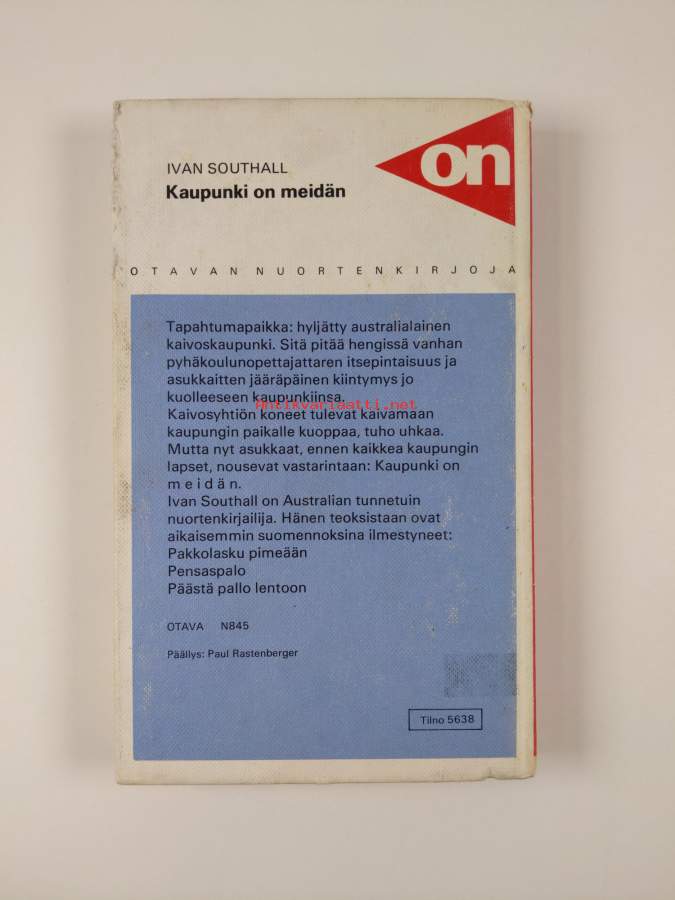 on
IVAN SOUTHALL
Kaupunki on meidän
OTAVAN NUORTENKIRJOJA
Tapahtumapaikka: hyljätty australialainen
kaivoskaupunki. Sitä pitää hengissä vanhan
pyhäkoulunopettajattaren itsepintaisuus ja
asukkaitten jääräpäinen kiintymys jo
kuolleeseen kaupunkiinsa.
Antikvariaatti.net
Kaivosyhtiön koneet tulevat kaivamaan
kaupungin paikalle kuoppaa, tuho uhkaa.
Mutta nyt asukkaat, ennen kaikkea kaupungin
lapset, nousevat vastarintaan: Kaupunki on
meidän.
Ivan Southall on Australian tunnetuin
nuortenkirjailija. Hänen teoksistaan ovat
aikaisemmin suomennoksina ilmestyneet:
Pakkolasku pimeään
Pensaspalo
Päästä pallo lentoon
OTAVA N845
Päällys: Paul Rastenberger
Tilno 5638